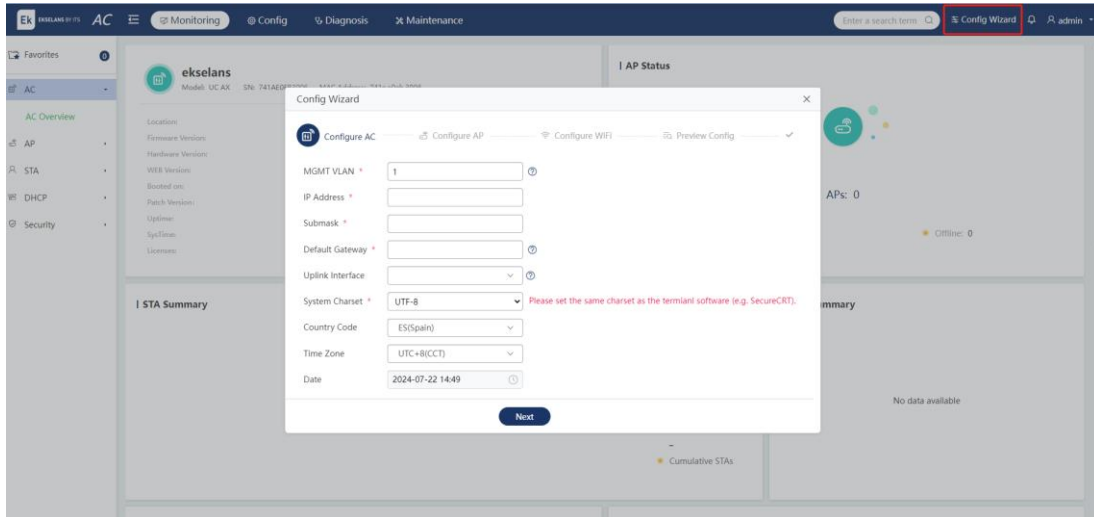 Ek EKSELANS BY ITS AC Monitoring Config Diagnosis Maintenance Enter a search term Config Wizard admin
Favorites 0
AC
AC Overview
AP
STA
DHCP
Security
ekselans
Model: UC AX SN:
Location:
Firmware Version:
Hardware Version:
WEB Version:
Booted on:
Patch Version:
Uptime:
SysTime:
Licenses:
AP Status
APs: 0
Offline: 0
Config Wizard
Configure AC Configure AP Configure WiFi Preview Config
MGMT VLAN * 1
IP Address *
Submask *
Default Gateway *
Uplink Interface
System Charset * UTF-8 Please set the same charset as the termianl software (e.g. SecureCRT).
Country Code ES(Spain)
Time Zone UTC+8(CCT)
Date 2024-07-22 14:49
Next
STA Summary
mmary
No data available
Cumulative STAs